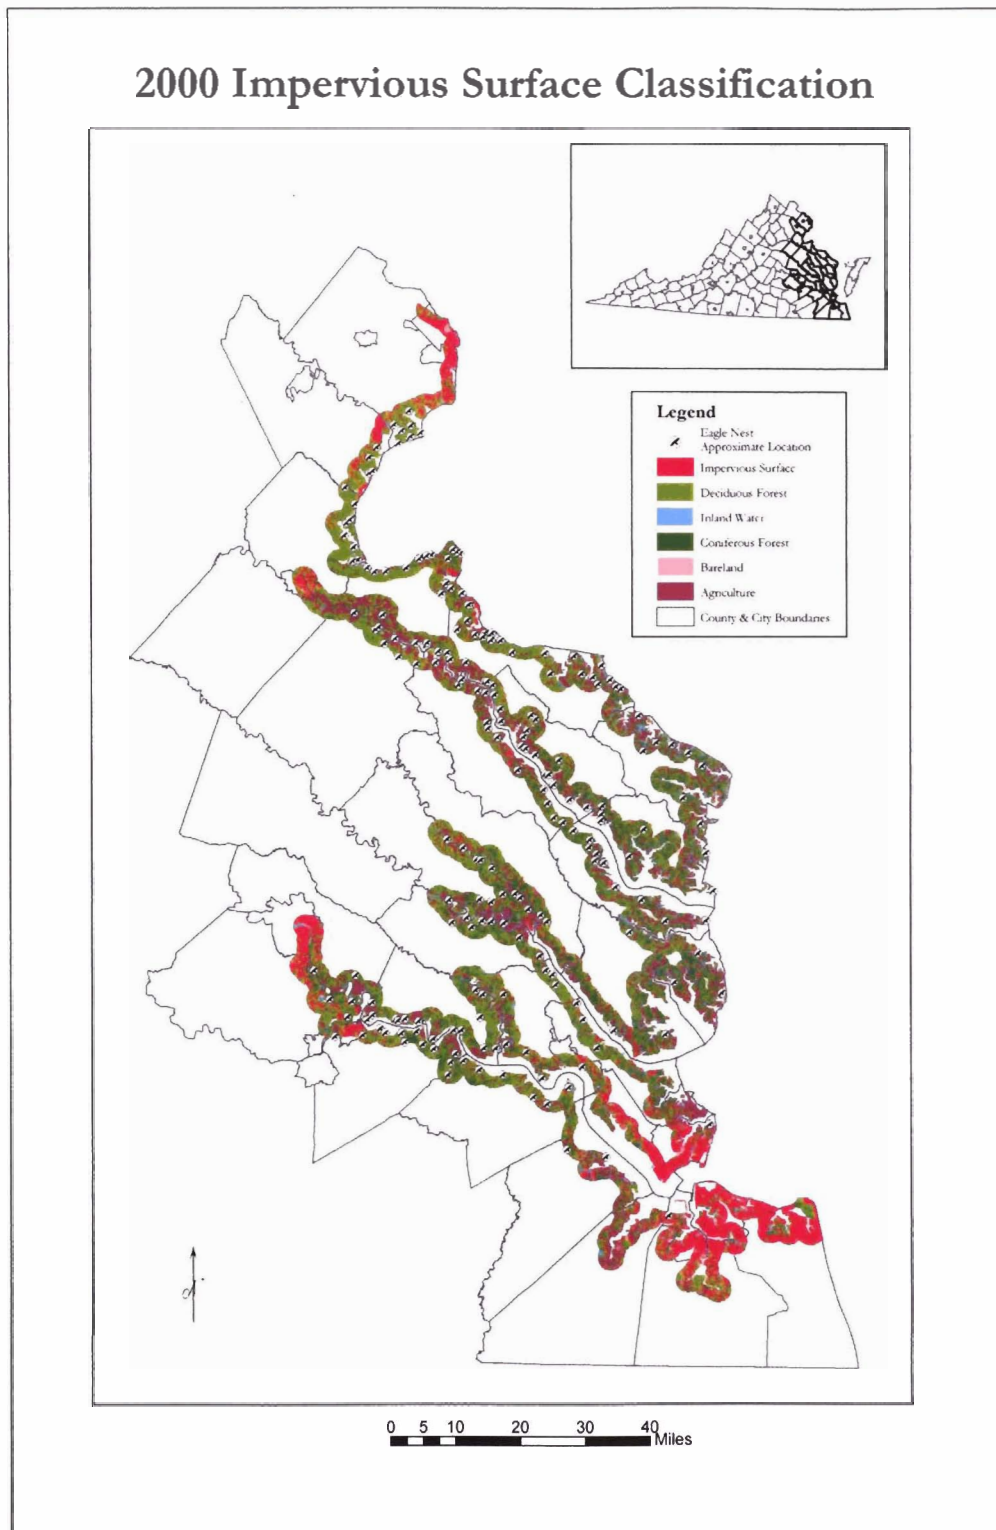 2000 Impervious Surface Classification
Legend
Eagle Nest
Approximate Location
Impervious Surface
Deciduous Forest
Inland Water
Coniferous Forest
Bareland
Agriculture
County & City Boundaries
0 5 10 20 30 40
Miles